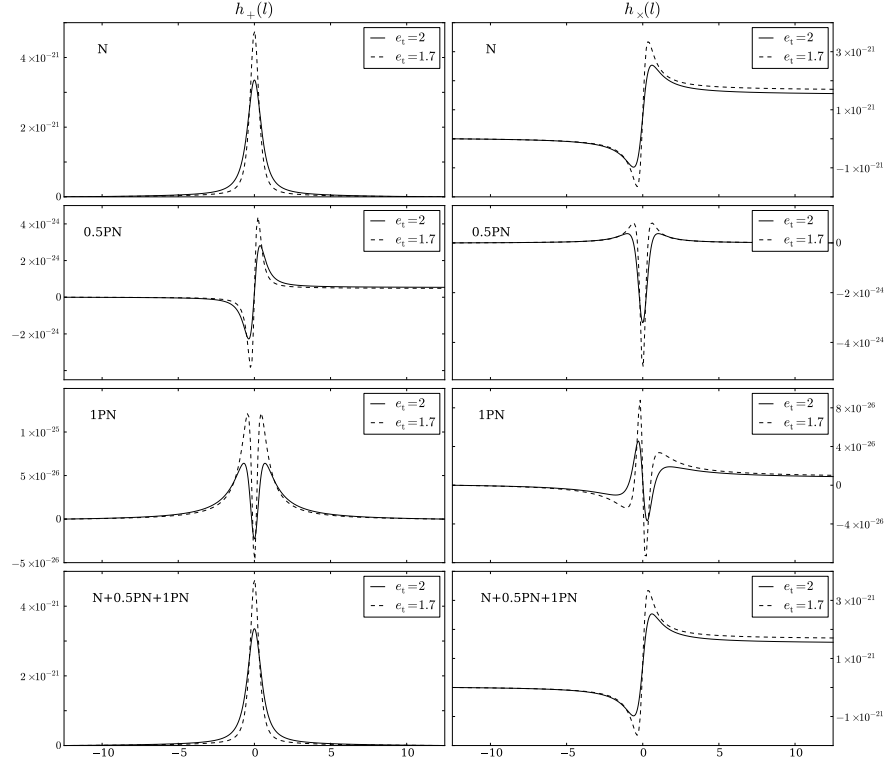 h₊(l) h×(l)
N
eₜ=2
eₜ=1.7
4×10⁻²¹
2×10⁻²¹
0
N
eₜ=2
eₜ=1.7
3×10⁻²¹
1×10⁻²¹
−1×10⁻²¹
0.5PN
eₜ=2
eₜ=1.7
4×10⁻²⁴
2×10⁻²⁴
0
−2×10⁻²⁴
0.5PN
eₜ=2
eₜ=1.7
0
−2×10⁻²⁴
−4×10⁻²⁴
1PN
eₜ=2
eₜ=1.7
1×10⁻²⁵
5×10⁻²⁶
0
−5×10⁻²⁶
1PN
eₜ=2
eₜ=1.7
8×10⁻²⁶
4×10⁻²⁶
0
−4×10⁻²⁶
N+0.5PN+1PN
eₜ=2
eₜ=1.7
4×10⁻²¹
2×10⁻²¹
0
−10 −5 0 5 10
N+0.5PN+1PN
eₜ=2
eₜ=1.7
3×10⁻²¹
1×10⁻²¹
−1×10⁻²¹
−10 −5 0 5 10